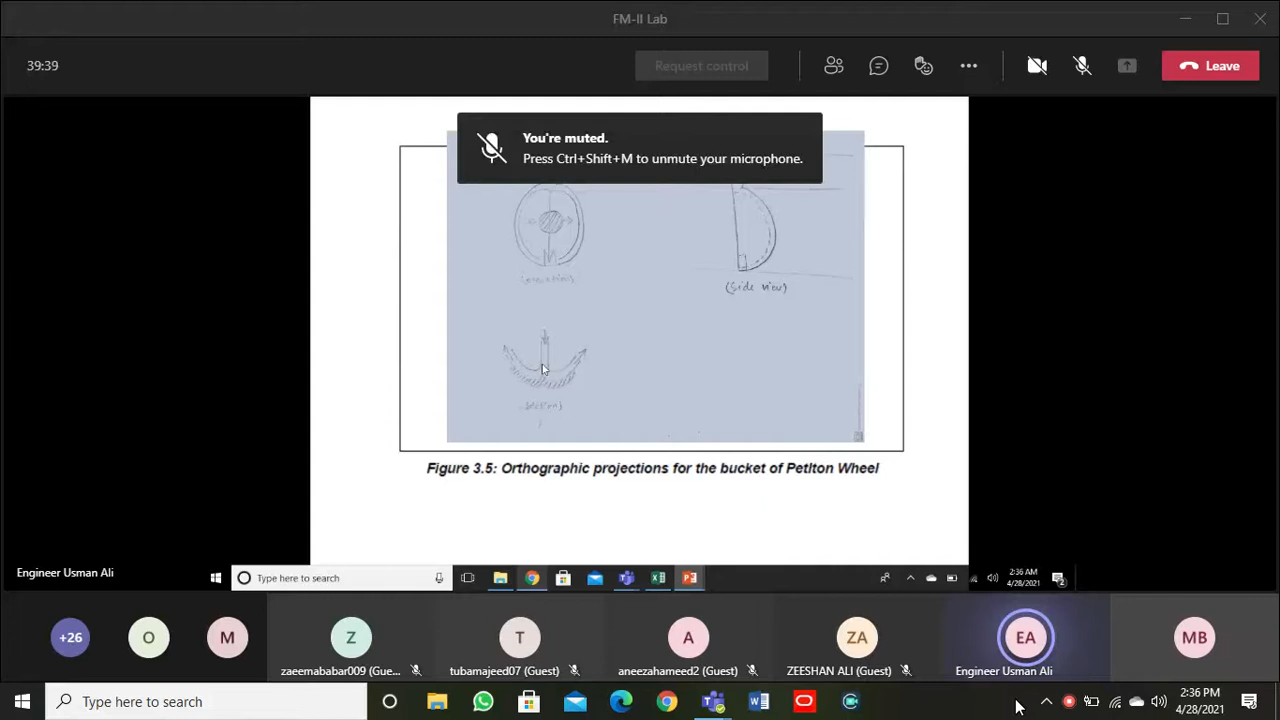 FM-II Lab
39:39
Request control
Leave
You're muted.
Press Ctrl+Shift+M to unmute your microphone.
(Side view)
Figure 3.5: Orthographic projections for the bucket of Petlton Wheel
Engineer Usman Ali
Type here to search
2:36 AM
4/28/2021
2
+26
O
M
Z
zaeemababar009 (Gue...
T
tubamajeed07 (Guest)
A
aneezahameed2 (Guest)
ZA
ZEESHAN ALI (Guest)
EA
Engineer Usman Ali
MB
Type here to search
2:36 PM
4/28/2021